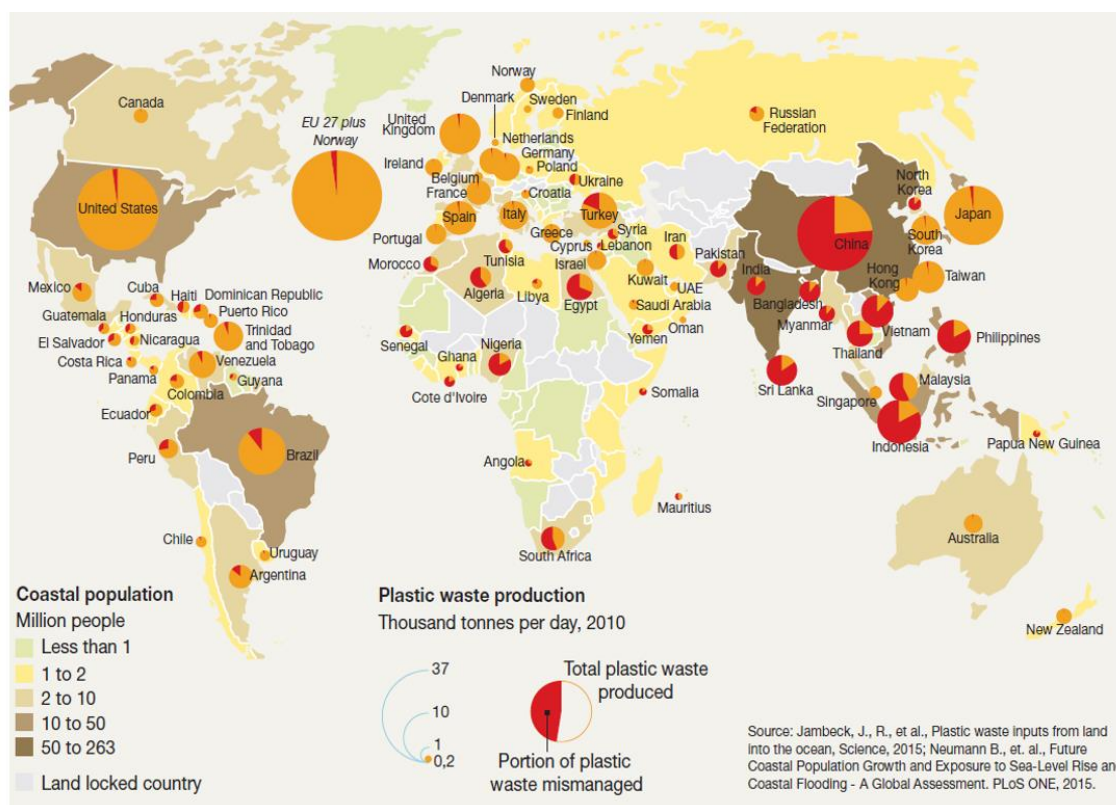 Canada
United States
EU 27 plus
Norway
Norway
Denmark
Sweden
Finland
United
Kingdom
Netherlands
Ireland
Germany
Poland
Belgium
France
Croatia
Ukraine
Spain
Italy
Turkey
Portugal
Greece
Cyprus
Syria
Lebanon
Russian
Federation
North
Korea
Japan
South
Korea
China
Iran
Pakistan
India
Hong
Kong
Taiwan
Morocco
Tunisia
Algeria
Libya
Israel
Egypt
Kuwait
UAE
Saudi Arabia
Oman
Yemen
Bangladesh
Myanmar
Thailand
Vietnam
Philippines
Mexico
Cuba
Haiti
Dominican Republic
Puerto Rico
Guatemala
Honduras
El Salvador
Nicaragua
Trinidad
and Tobago
Costa Rica
Panama
Venezuela
Guyana
Colombia
Ecuador
Peru
Brazil
Senegal
Ghana
Nigeria
Cote d'Ivoire
Somalia
Sri Lanka
Singapore
Malaysia
Indonesia
Papua New Guinea
Angola
Mauritius
South Africa
Chile
Uruguay
Argentina
Australia
New Zealand
Coastal population
Million people
Less than 1
1 to 2
2 to 10
10 to 50
50 to 263
Land locked country
Plastic waste production
Thousand tonnes per day, 2010
37
10
1
0,2
Total plastic waste
produced
Portion of plastic
waste mismanaged
Source: Jambeck, J., R., et al., Plastic waste inputs from land
into the ocean, Science, 2015; Neumann B., et. al., Future
Coastal Population Growth and Exposure to Sea-Level Rise an
Coastal Flooding - A Global Assessment. PLoS ONE, 2015.